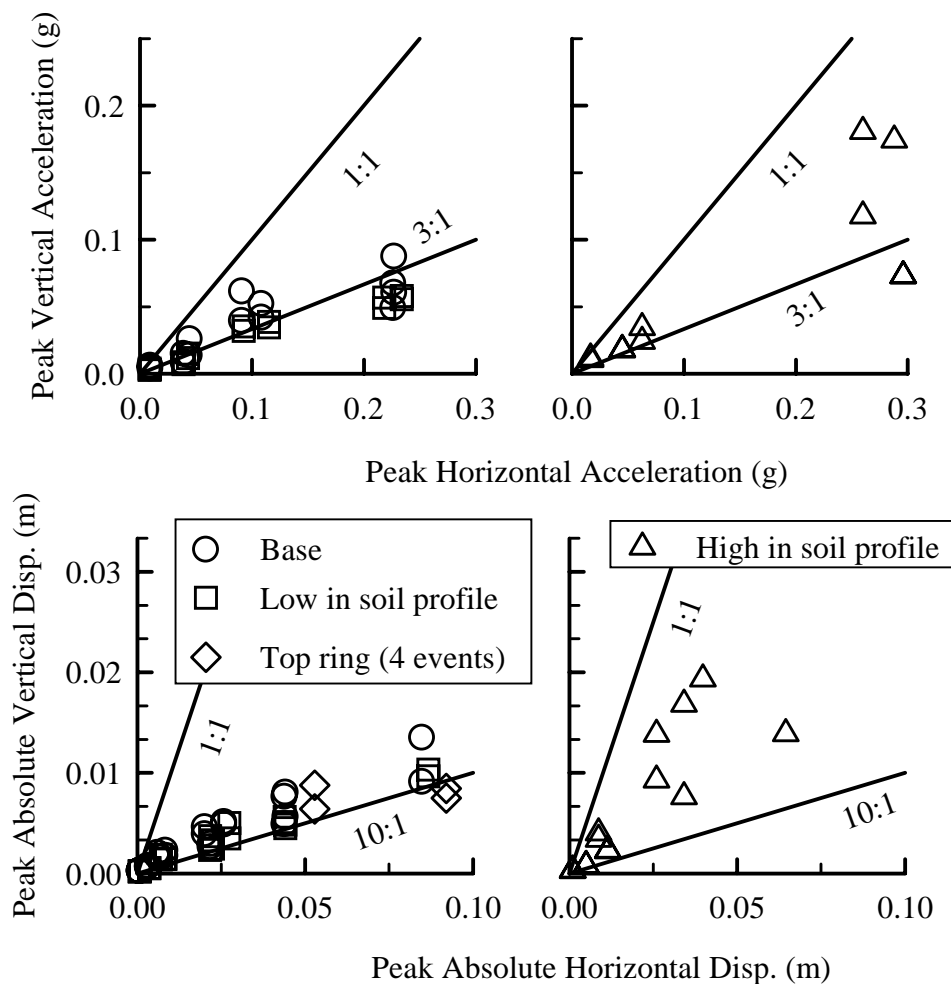 Peak Vertical Acceleration (g)
0.2
0.1
0.0
1:1
3:1
0.0 0.1 0.2 0.3
1:1
3:1
0.0 0.1 0.2 0.3
Peak Horizontal Acceleration (g)
Peak Absolute Vertical Disp. (m)
0.03
0.02
0.01
0.00
Base
Low in soil profile
Top ring (4 events)
1:1
10:1
0.00 0.05 0.10
High in soil profile
1:1
10:1
0.00 0.05 0.10
Peak Absolute Horizontal Disp. (m)